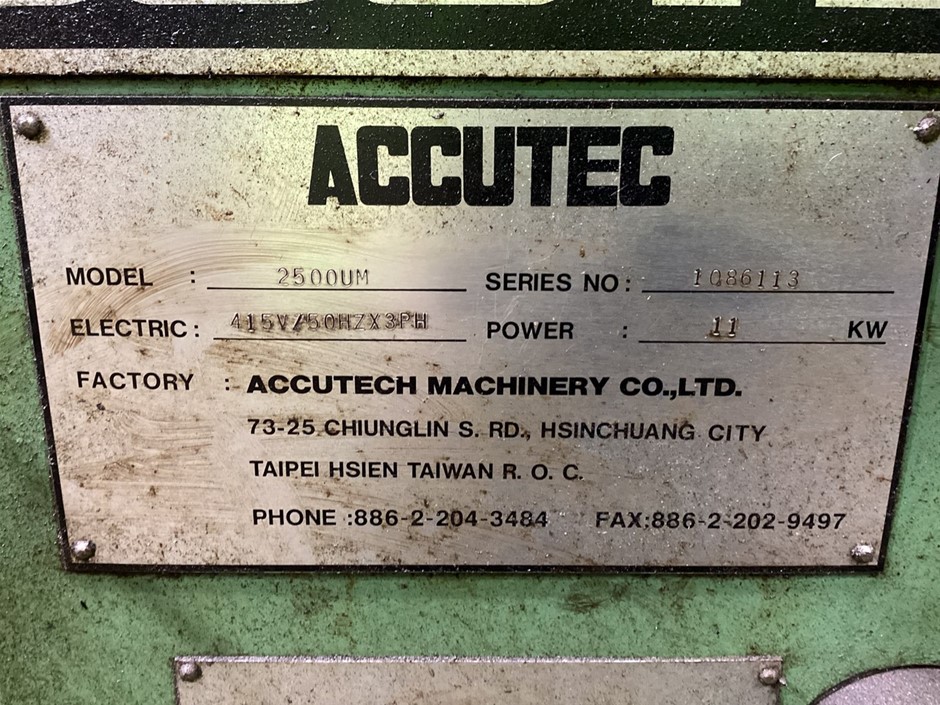 ACCUTEC
MODEL : 2500UM SERIES NO: 1086113
ELECTRIC: 415V/50HZX3PH POWER : 11 KW
FACTORY : ACCUTECH MACHINERY CO.,LTD.
73-25 CHIUNGLIN S. RD., HSINCHUANG CITY
TAIPEI HSIEN TAIWAN R. O. C.
PHONE :886-2-204-3484 FAX:886-2-202-9497